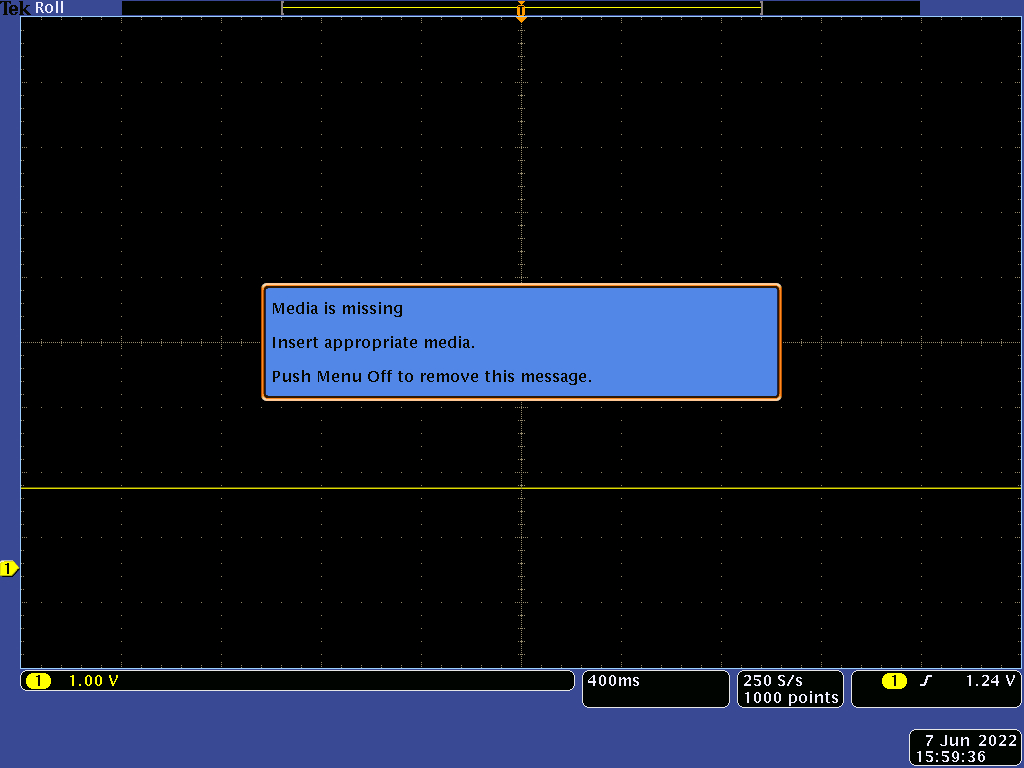 Tek Roll
T
Media is missing
Insert appropriate media.
Push Menu Off to remove this message.
1
1 1.00 V
400ms
250 S/s
1000 points
1 1.24 V
7 Jun 2022
15:59:36